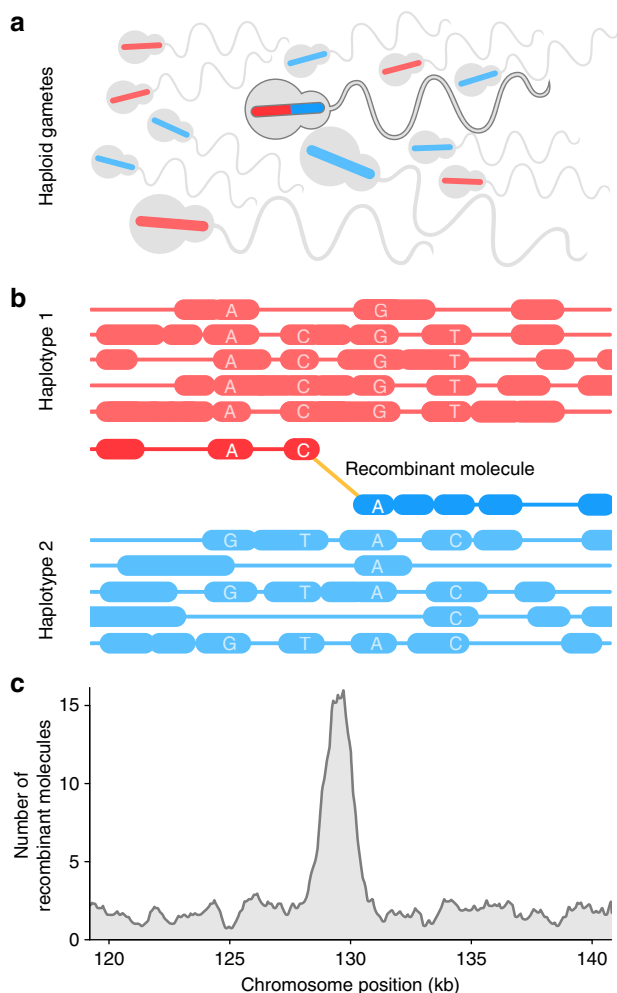 a
Haploid gametes
b
Haplotype 1
A G
A C G T
A C G T
A C G T
A C G T
A C
Recombinant molecule
A
Haplotype 2
G T A C
A
G T A C
C
G T A C
c
Number of
recombinant molecules
15
10
5
0
120 125 130 135 140
Chromosome position (kb)